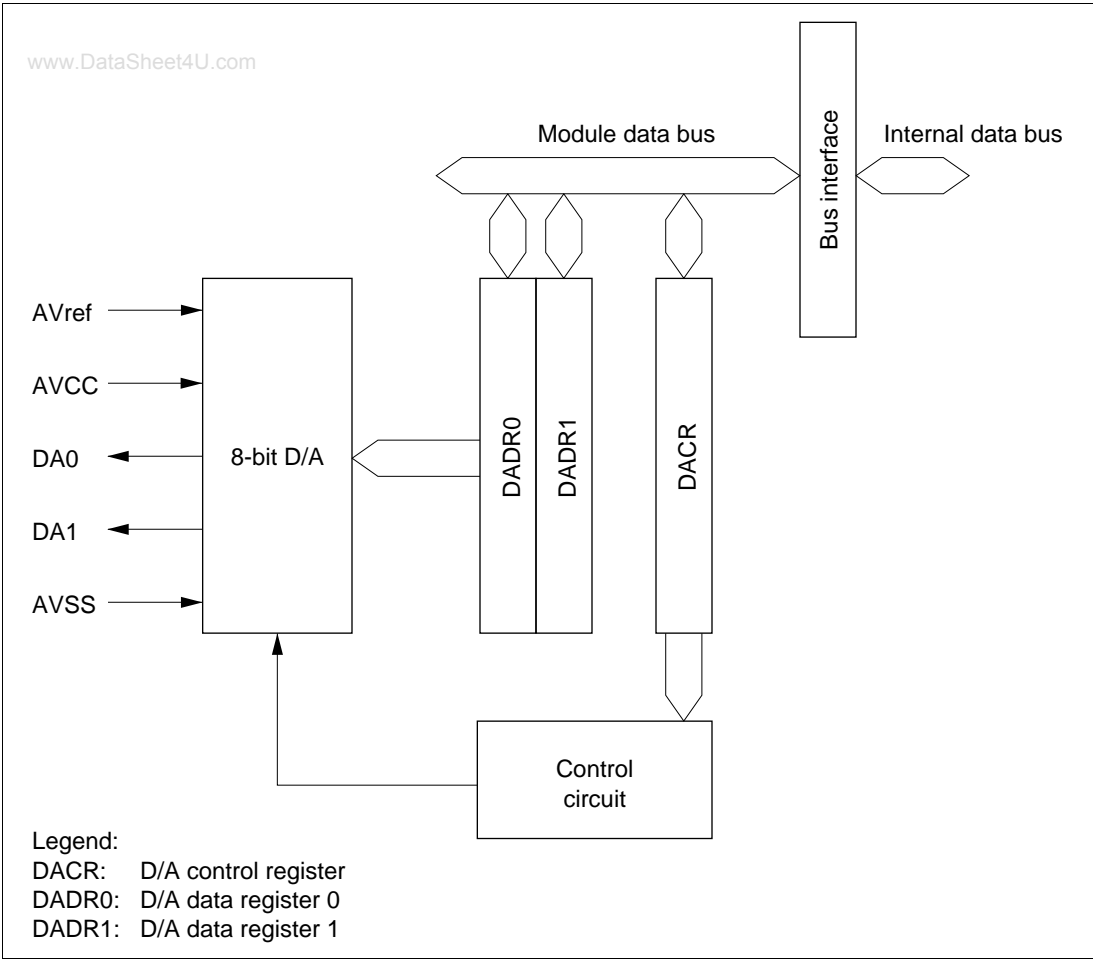 www.DataSheet4U.com
Module data bus
Internal data bus
Bus interface
AVref
AVCC
DA0
DA1
AVSS
8-bit D/A
DADR0
DADR1
DACR
Control
circuit
Legend:
DACR: D/A control register
DADR0: D/A data register 0
DADR1: D/A data register 1